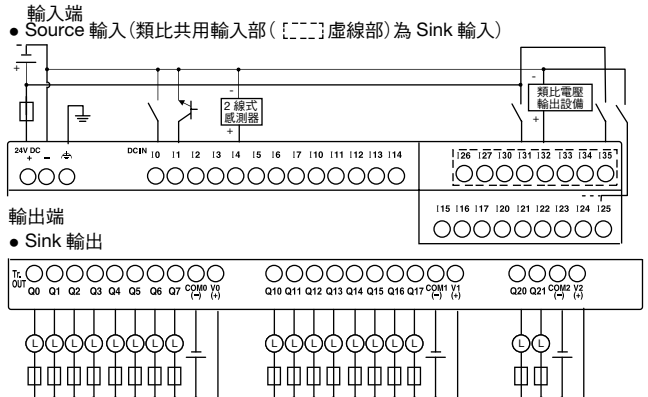 輸入端
● Source 輸入(類比共用輸入部( 虛線部)為 Sink 輸入)
- +
2 線式
感測器
- +
類比電壓
輸出設備
- +
24V DC
+ -
DC IN I0 I1 I2 I3 I4 I5 I6 I7 I10 I11 I12 I13 I14
I26 I27 I30 I31 I32 I33 I34 I35
I15 I16 I17 I20 I21 I22 I23 I24 I25
輸出端
● Sink 輸出
Tr. OUT
Q0 Q1 Q2 Q3 Q4 Q5 Q6 Q7 COM0 (-) V0 (+)
Q10 Q11 Q12 Q13 Q14 Q15 Q16 Q17 COM1 (-) V1 (+)
Q20 Q21 COM2 (-) V2 (+)
L L L L L L L L
L L L L L L L L
L L